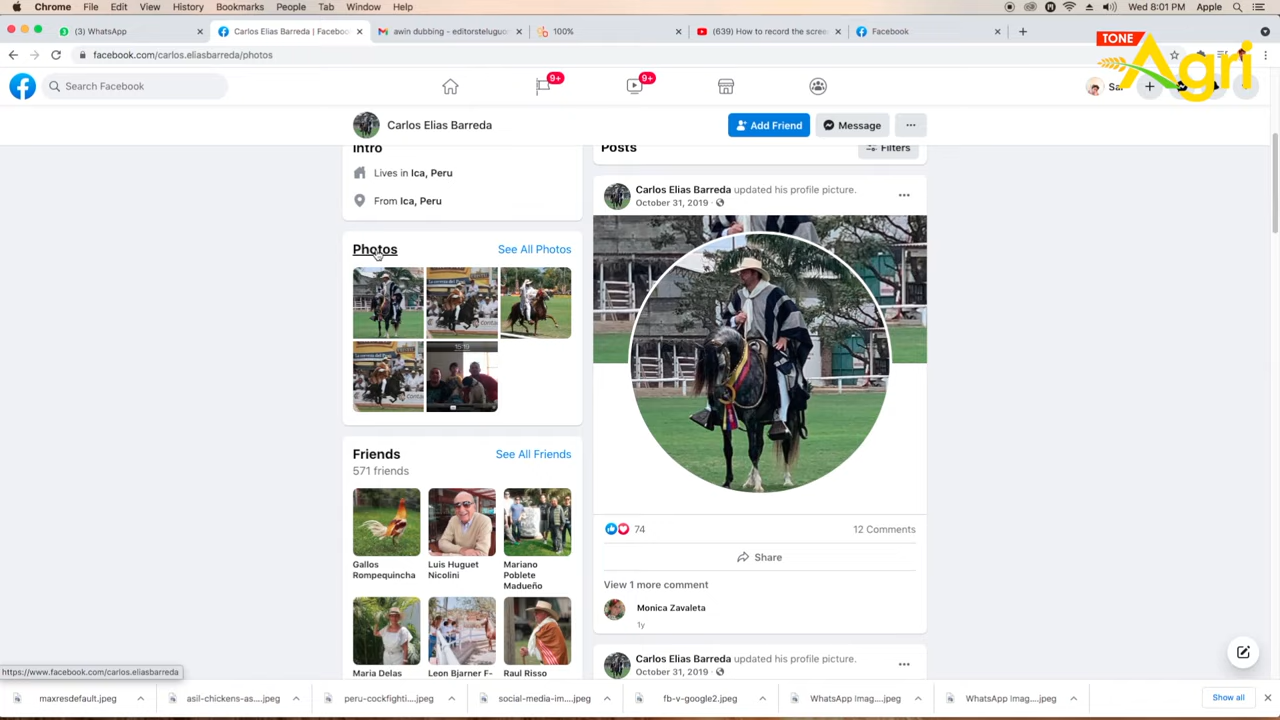 Chrome File Edit View History Bookmarks People Tab Window Help
Wed 8:01 PM Apple
(3) WhatsApp
Carlos Elias Barreda | Faceboo
awin dubbing - editorsteluguo
100%
(639) How to record the scree
Facebook
facebook.com/carlos.eliasbarreda/photos
TONE
Agri
Search Facebook
9+
9+
Sai
Carlos Elias Barreda
Add Friend
Message
Intro
Lives in Ica, Peru
From Ica, Peru
Photos
See All Photos
Friends
See All Friends
571 friends
Gallos
Rompequincha
Luis Huguet
Nicolini
Mariano
Poblete
Madueño
Maria Delas
Leon Bjarner F-
Raul Risso
Posts
Filters
Carlos Elias Barreda updated his profile picture.
October 31, 2019
74
12 Comments
Share
View 1 more comment
Monica Zavaleta
1y
Carlos Elias Barreda updated his profile picture.
October 31, 2019
https://www.facebook.com/carlos.eliasbarreda
maxresdefault.jpeg
asil-chickens-as....jpeg
peru-cockfighti....jpeg
social-media-im....jpeg
fb-v-google2.jpeg
WhatsApp Imag....jpeg
WhatsApp Imag....jpeg
Show all